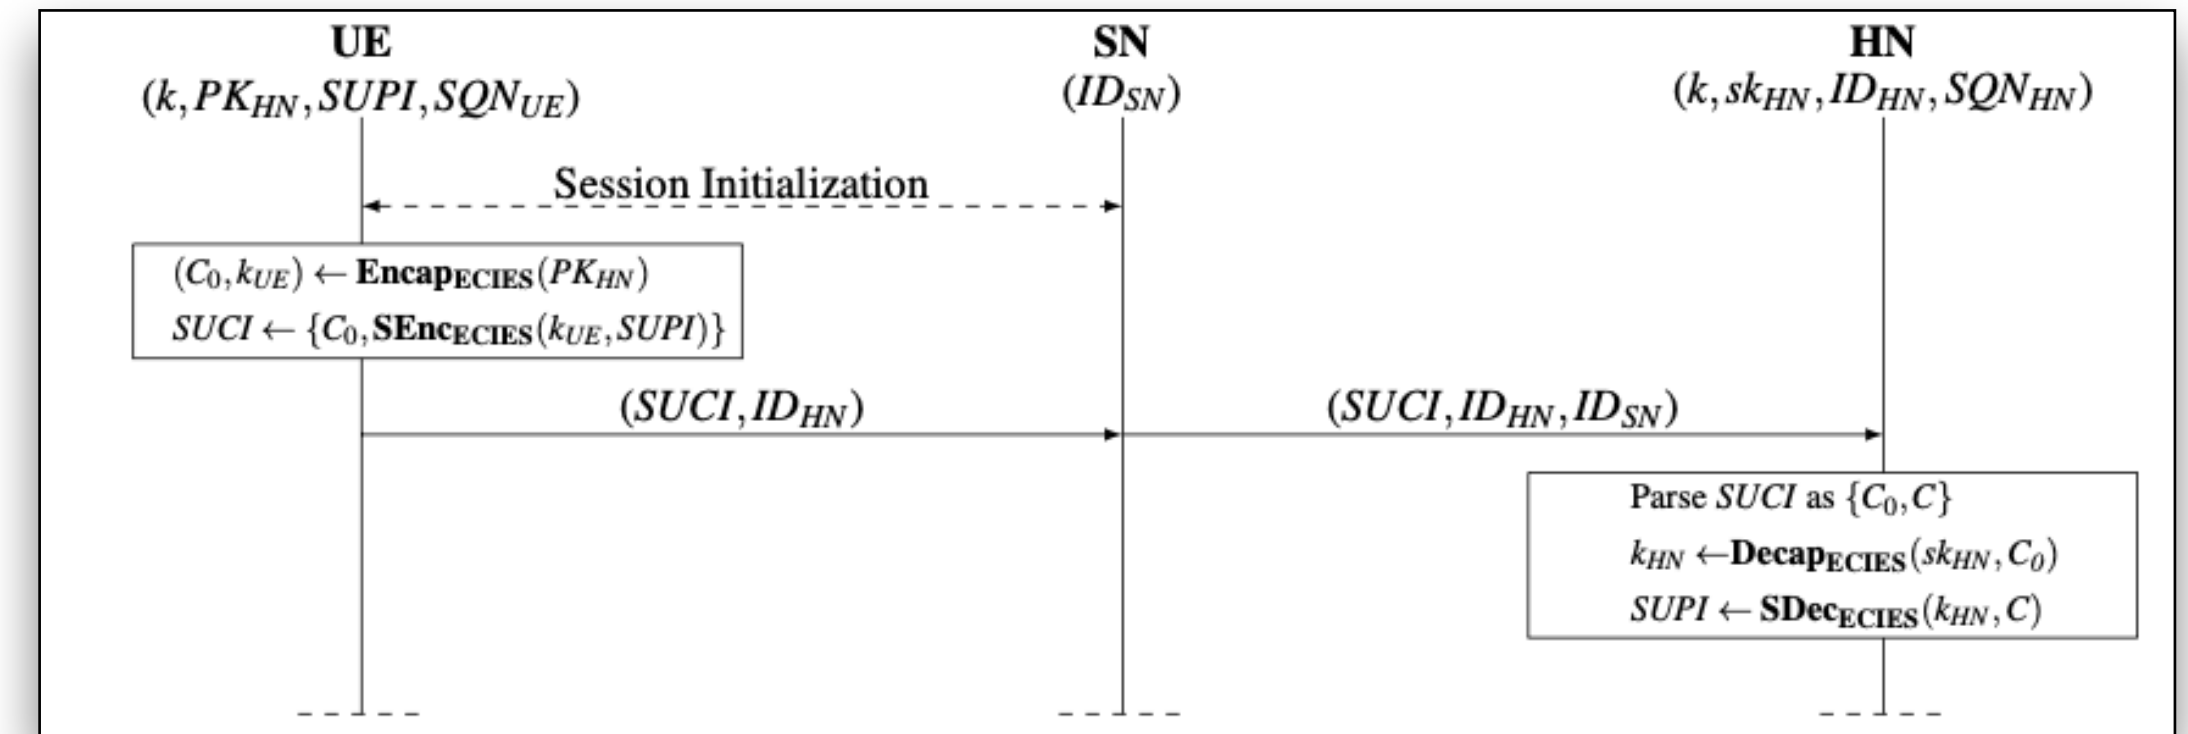 UE
SN
HN
(k, PK_HN, SUPI, SQN_UE)
(ID_SN)
(k, sk_HN, ID_HN, SQN_HN)
Session Initialization
(C_0, k_UE) ← Encap_ECIES(PK_HN)
SUCI ← {C_0, SEnc_ECIES(k_UE, SUPI)}
(SUCI, ID_HN)
(SUCI, ID_HN, ID_SN)
Parse SUCI as {C_0, C}
k_HN ← Decap_ECIES(sk_HN, C_0)
SUPI ← SDec_ECIES(k_HN, C)